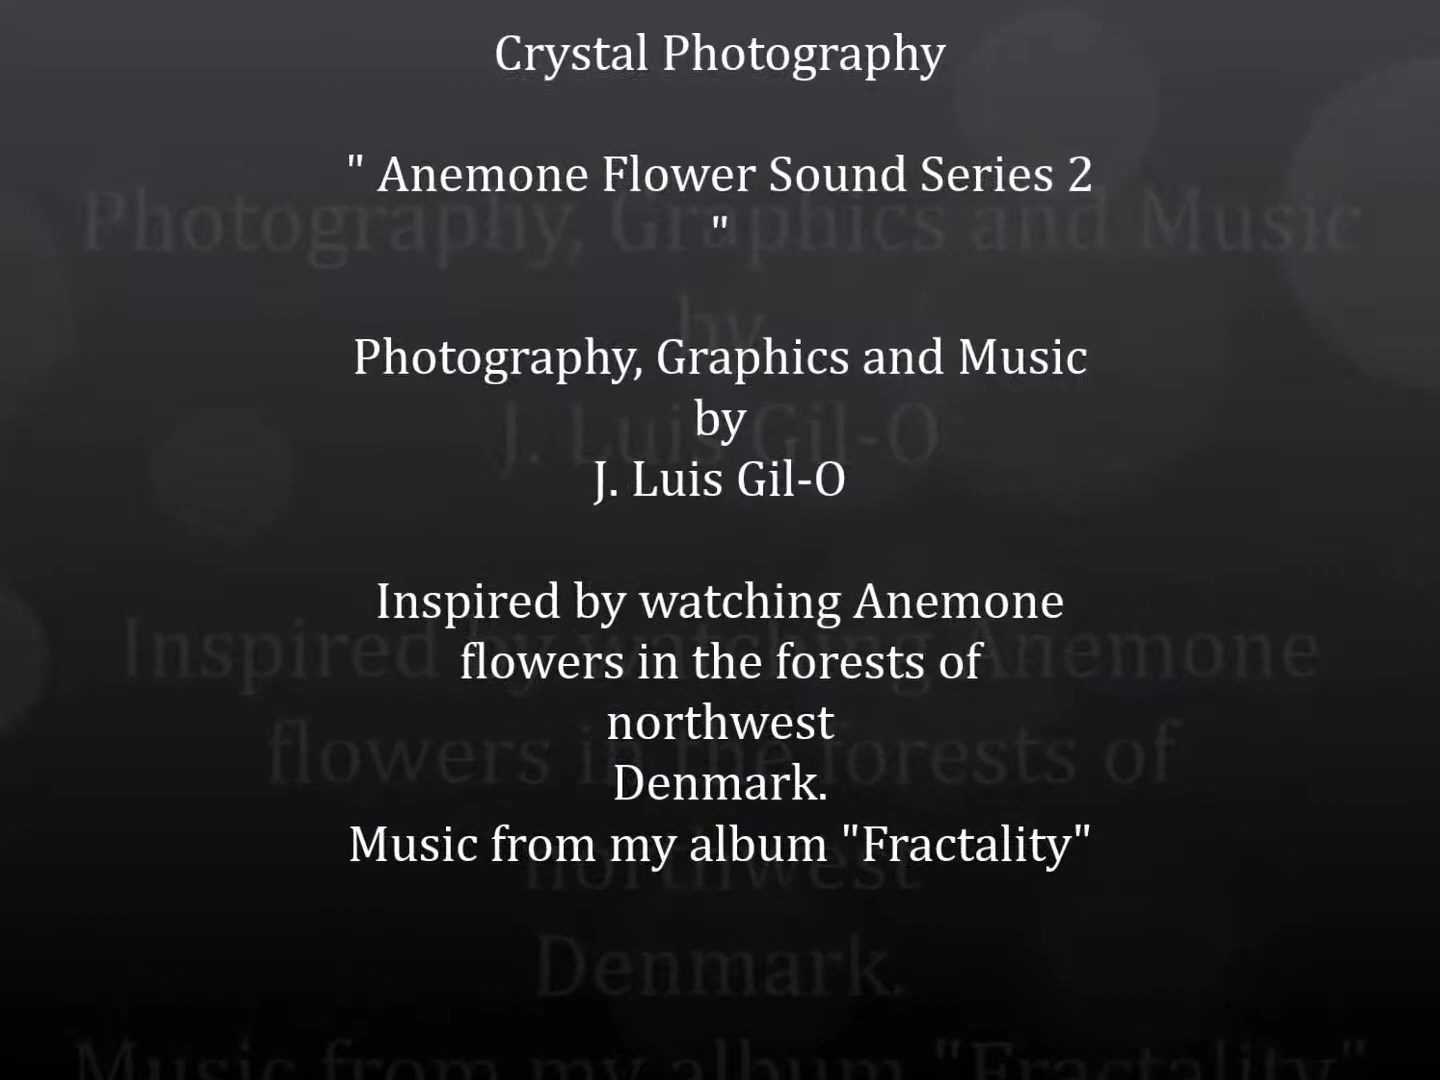 Crystal Photography
" Anemone Flower Sound Series 2
"
Photography, Graphics and Music
by
J. Luis Gil-O
Inspired by watching Anemone
flowers in the forests of
northwest
Denmark.
Music from my album "Fractality"